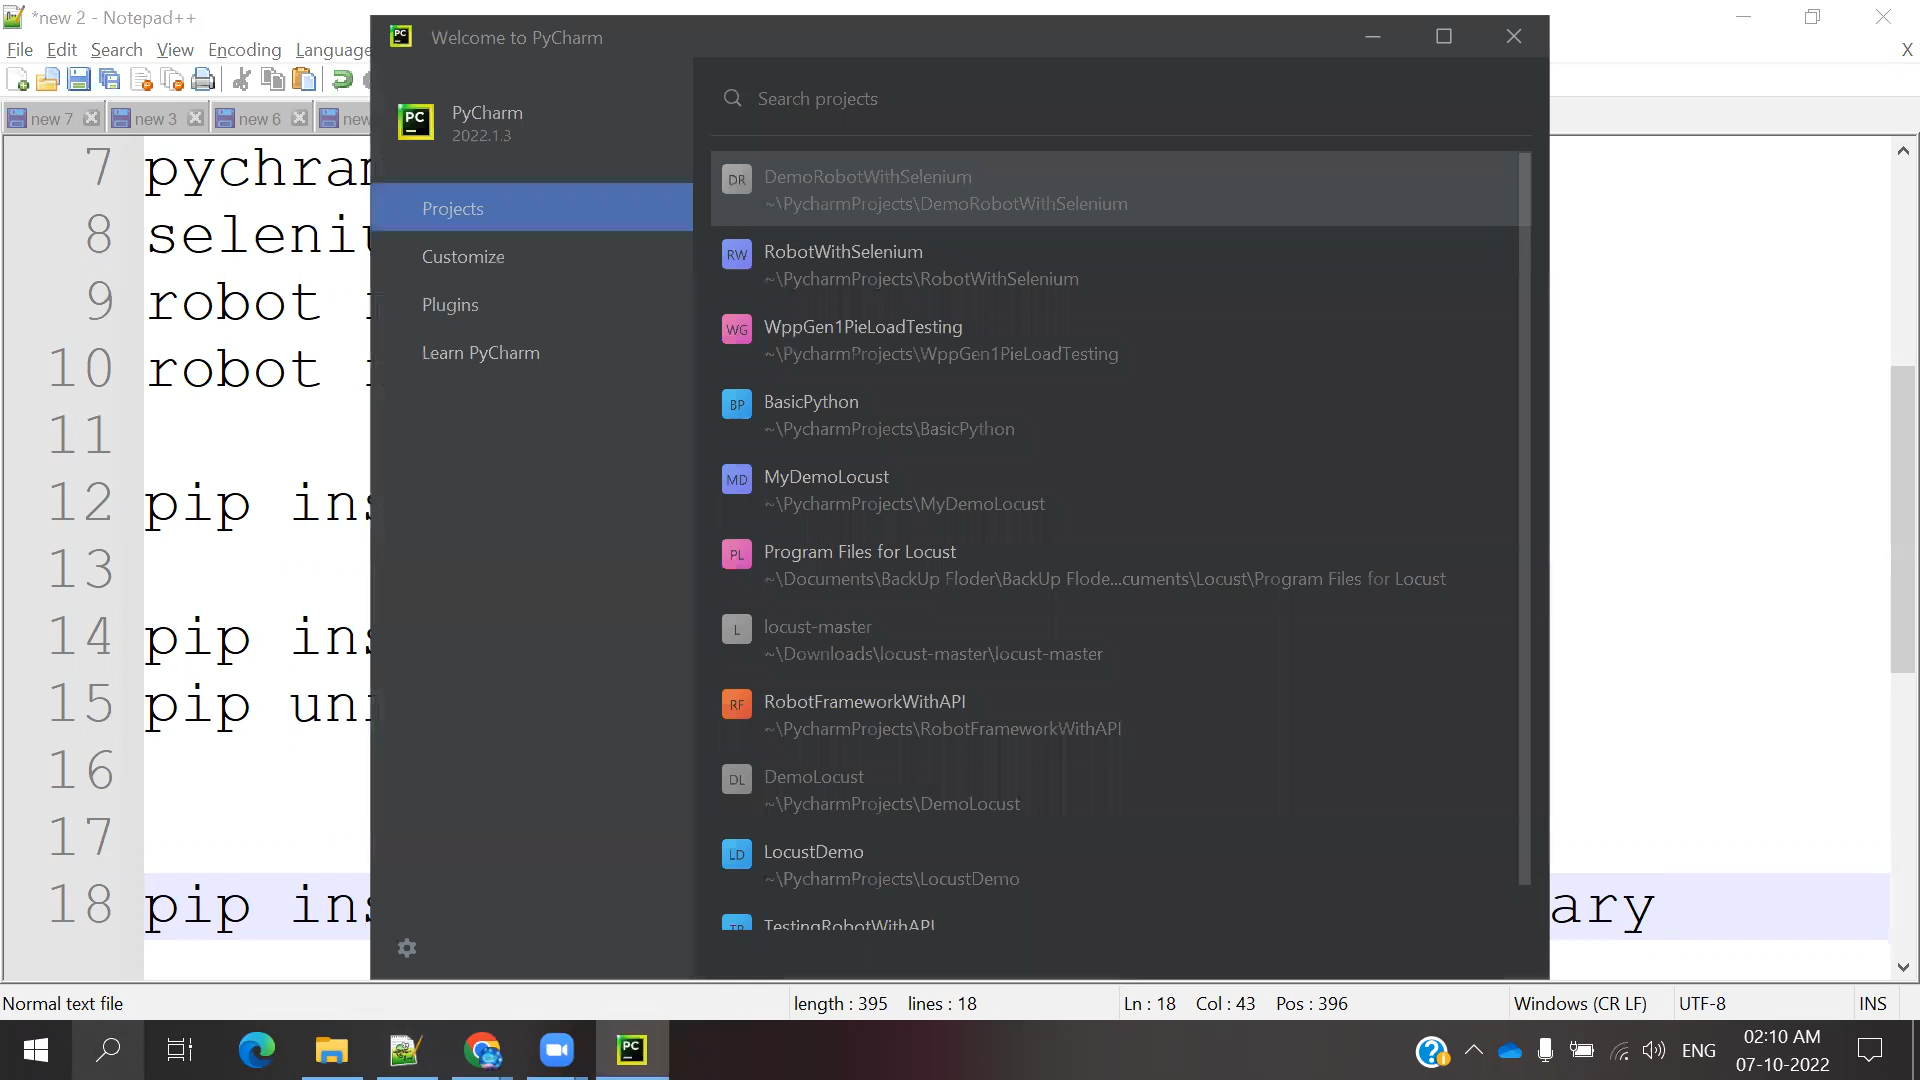 *new 2 - Notepad++
File Edit Search View Encoding Language
new 7 new 3 new 6 new
7 pychram
8 seleni
9 robot
10 robot
11
12 pip ins
13
14 pip ins
15 pip uni
16
17
18 pip ins ary
X
Welcome to PyCharm
PyCharm
2022.1.3
Projects
Customize
Plugins
Learn PyCharm
Search projects
DR DemoRobotWithSelenium
~\PycharmProjects\DemoRobotWithSelenium
RW RobotWithSelenium
~\PycharmProjects\RobotWithSelenium
WG WppGen1PieLoadTesting
~\PycharmProjects\WppGen1PieLoadTesting
BP BasicPython
~\PycharmProjects\BasicPython
MD MyDemoLocust
~\PycharmProjects\MyDemoLocust
PL Program Files for Locust
~\Documents\BackUp Floder\BackUp Flode...cuments\Locust\Program Files for Locust
L locust-master
~\Downloads\locust-master\locust-master
RF RobotFrameworkWithAPI
~\PycharmProjects\RobotFrameworkWithAPI
DL DemoLocust
~\PycharmProjects\DemoLocust
LD LocustDemo
~\PycharmProjects\LocustDemo
TestingRobotWithAPI
Normal text file length : 395 lines : 18 Ln : 18 Col : 43 Pos : 396 Windows (CR LF) UTF-8 INS
ENG 02:10 AM
07-10-2022